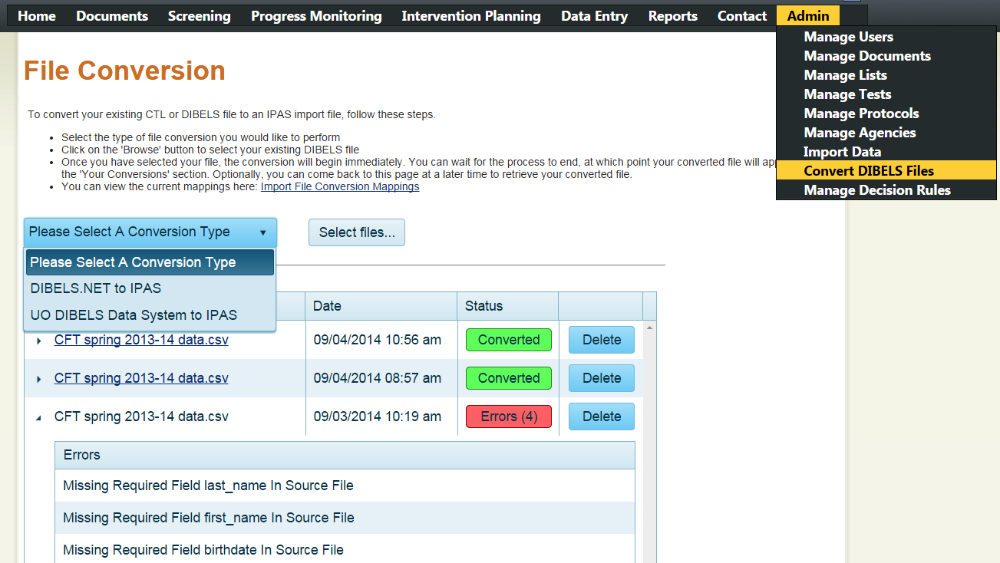 Home Documents Screening Progress Monitoring Intervention Planning Data Entry Reports Contact Admin
Manage Users
Manage Documents
Manage Lists
Manage Tests
Manage Protocols
Manage Agencies
Import Data
Convert DIBELS Files
Manage Decision Rules
File Conversion
To convert your existing CTL or DIBELS file to an IPAS import file, follow these steps.
Select the type of file conversion you would like to perform
Click on the 'Browse' button to select your existing DIBELS file
Once you have selected your file, the conversion will begin immediately. You can wait for the process to end, at which point your converted file will
the 'Your Conversions' section. Optionally, you can come back to this page at a later time to retrieve your converted file.
You can view the current mappings here: Import File Conversion Mappings
Please Select A Conversion Type Select files...
Please Select A Conversion Type
DIBELS.NET to IPAS
UO DIBELS Data System to IPAS
Date Status
CFT spring 2013-14 data.csv 09/04/2014 10:56 am Converted Delete
CFT spring 2013-14 data.csv 09/04/2014 08:57 am Converted Delete
CFT spring 2013-14 data.csv 09/03/2014 10:19 am Errors (4) Delete
Errors
Missing Required Field last_name In Source File
Missing Required Field first_name In Source File
Missing Required Field birthdate In Source File